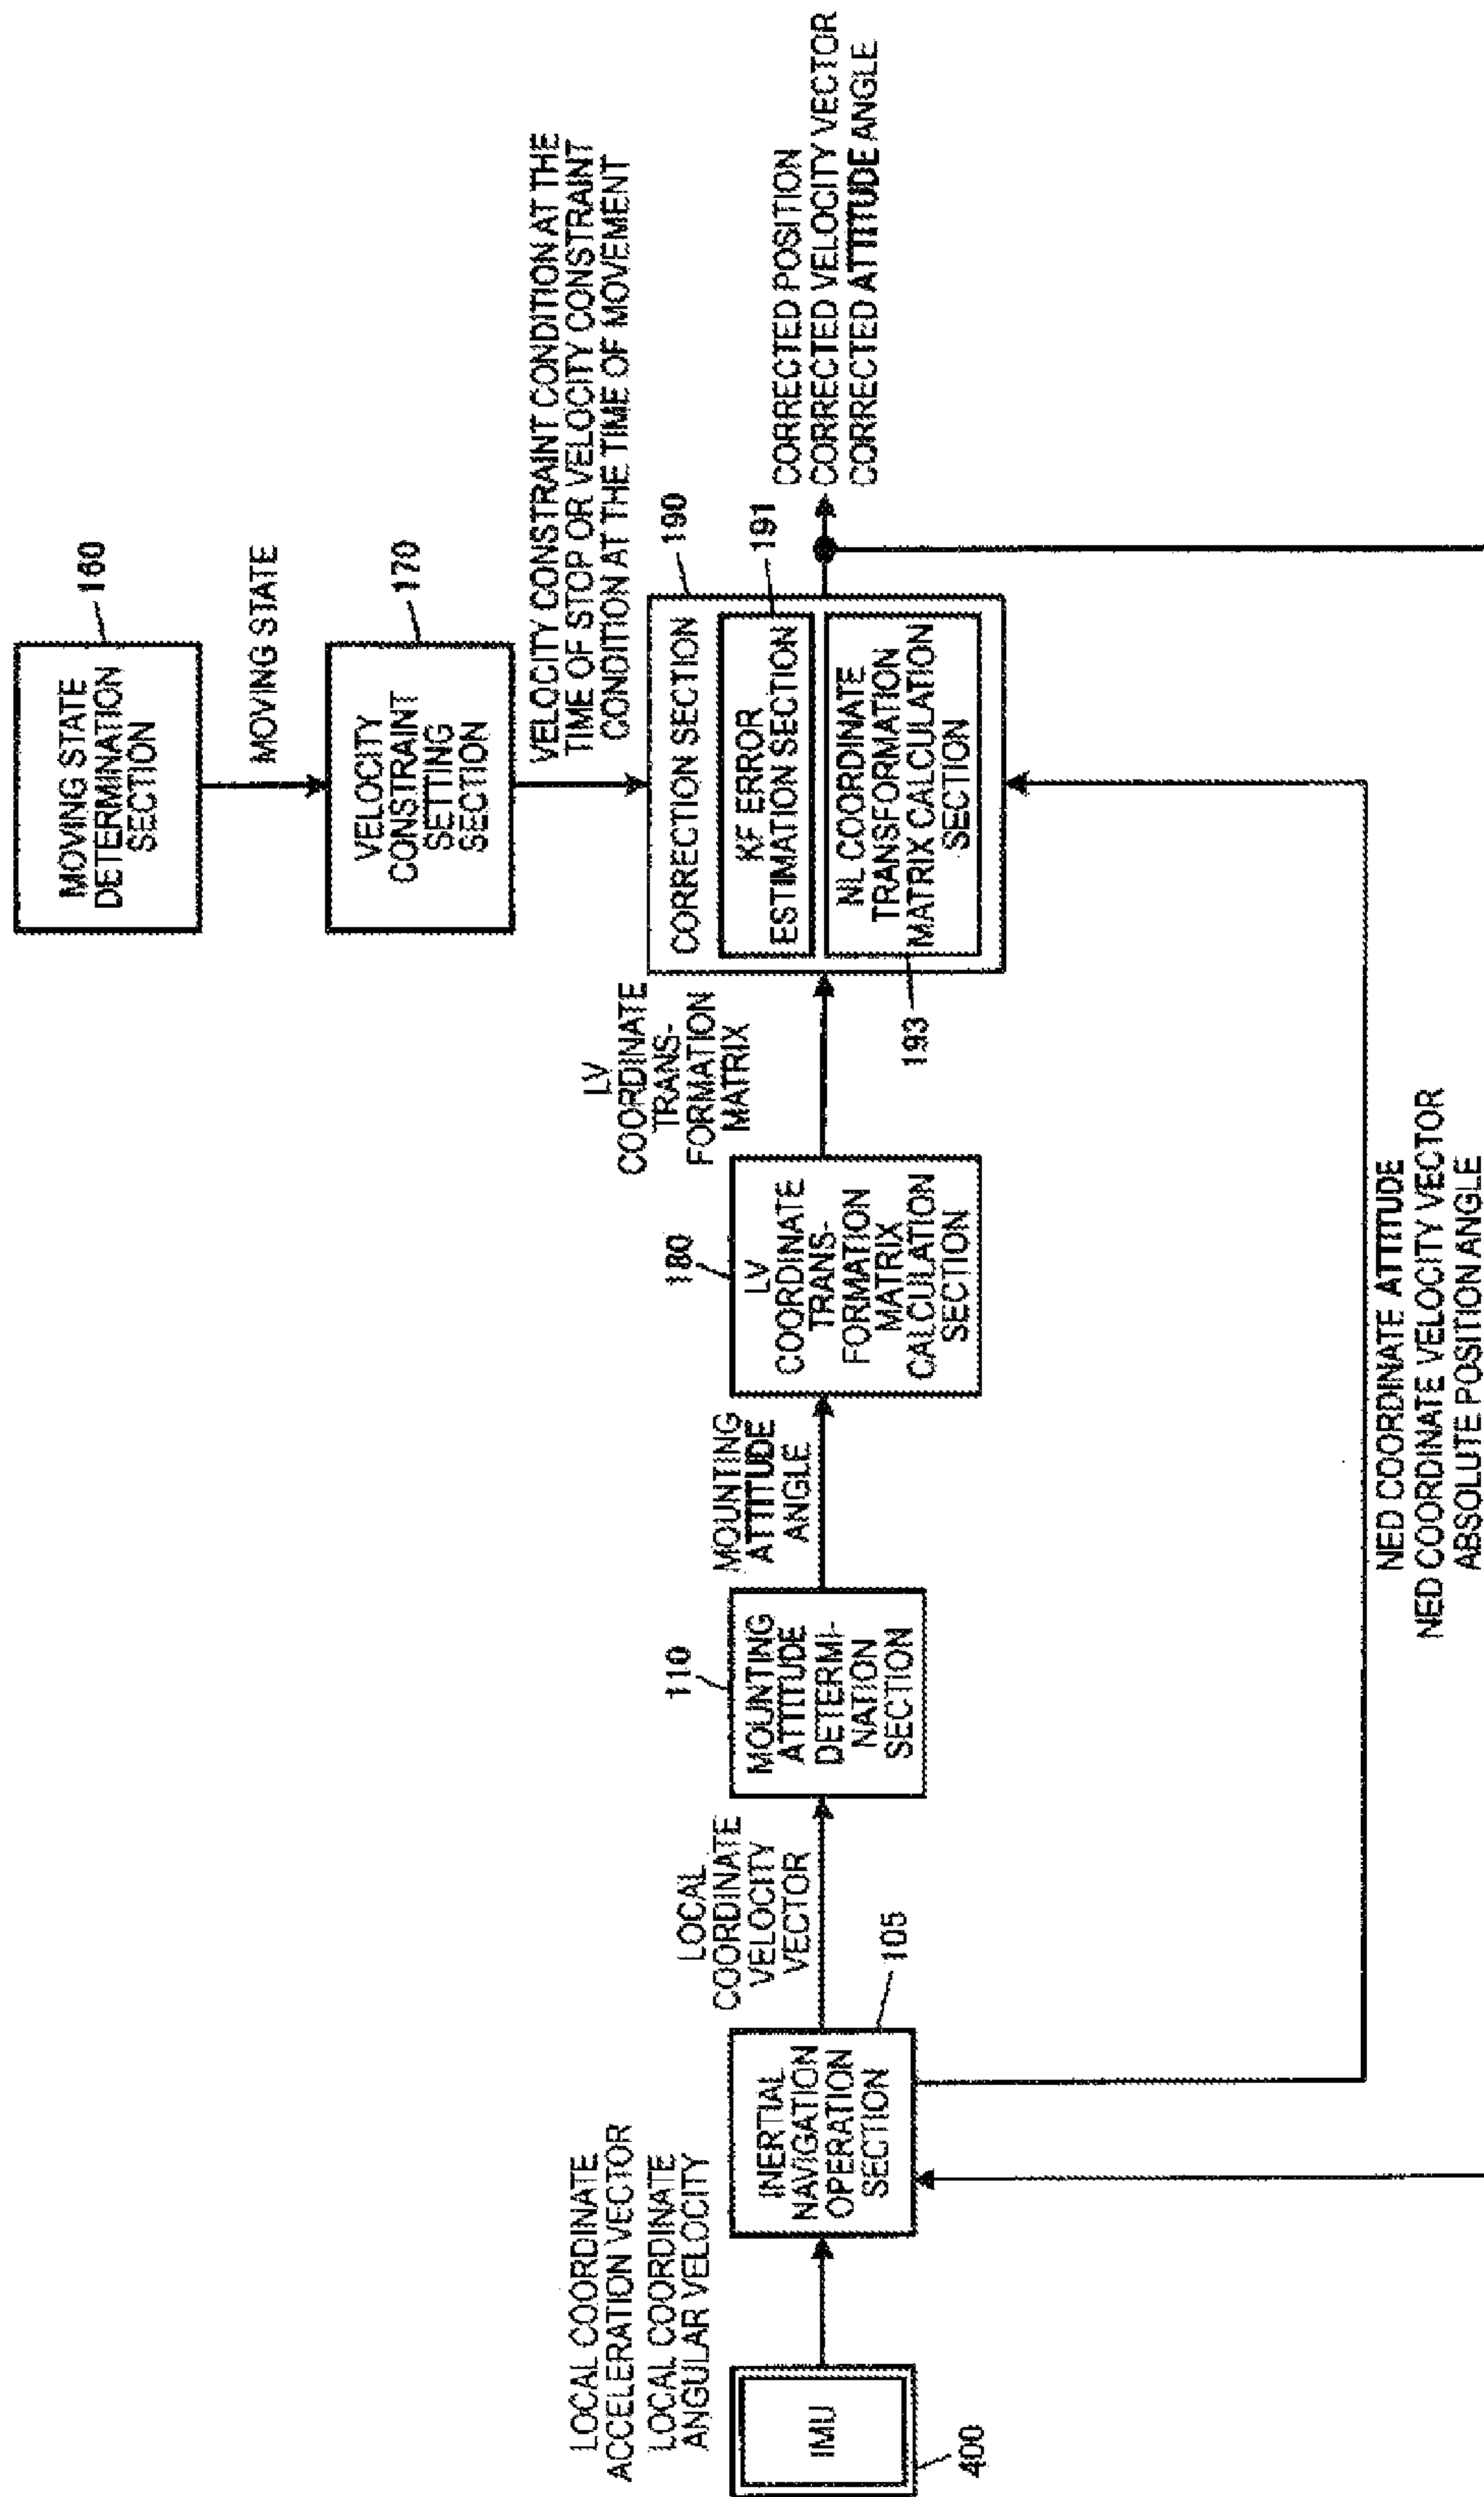 MOVING STATE
DETERMINATION
SECTION
160
MOVING STATE
VELOCITY
CONSTRAINT
SETTING
SECTION
170
VELOCITY CONSTRAINT CONDITION AT THE
TIME OF STOP OR VELOCITY CONSTRAINT
CONDITION AT THE TIME OF MOVEMENT
LOCAL COORDINATE
ACCELERATION VECTOR
LOCAL COORDINATE
ANGULAR VELOCITY
IMU
400
INERTIAL
NAVIGATION
OPERATION
SECTION
105
LOCAL
COORDINATE
VELOCITY
VECTOR
110
MOUNTING
ATTITUDE
DETERMI-
NATION
SECTION
MOUNTING
ATTITUDE
ANGLE
180
LV
COORDINATE
TRANS-
FORMATION
MATRIX
CALCULATION
SECTION
LV
COORDINATE
TRANS-
FORMATION
MATRIX
190
CORRECTION SECTION
KF ERROR
ESTIMATION SECTION
191
NL COORDINATE
TRANSFORMATION
MATRIX CALCULATION
SECTION
193
CORRECTED POSITION
CORRECTED VELOCITY VECTOR
CORRECTED ATTITUDE ANGLE
NED COORDINATE ATTITUDE
NED COORDINATE VELOCITY VECTOR
ABSOLUTE POSITION ANGLE